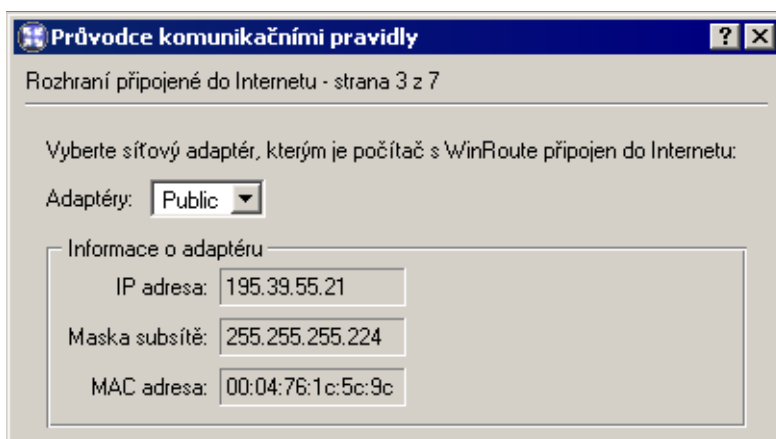 Průvodce komunikačními pravidly
Rozhraní připojené do Internetu - strana 3 z 7
Vyberte síťový adaptér, kterým je počítač s WinRoute připojen do Internetu:
Adaptéry: Public
Informace o adaptéru
IP adresa: 195.39.55.21
Maska subsítě: 255.255.255.224
MAC adresa: 00:04:76:1c:5c:9c